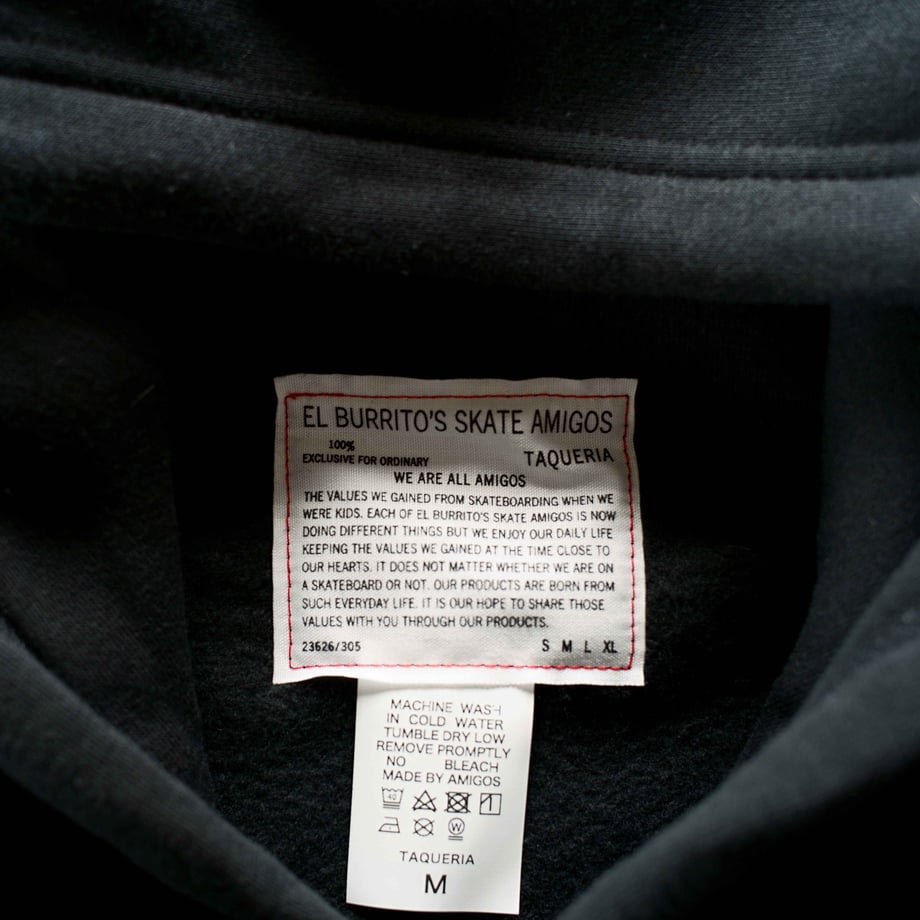 EL BURRITO'S SKATE AMIGOS
100%
EXCLUSIVE FOR ORDINARY
TAQUERIA
WE ARE ALL AMIGOS
THE VALUES WE GAINED FROM SKATEBOARDING WHEN WE
WERE KIDS. EACH OF EL BURRITO'S SKATE AMIGOS IS NOW
DOING DIFFERENT THINGS BUT WE ENJOY OUR DAILY LIFE
KEEPING THE VALUES WE GAINED AT THE TIME CLOSE TO
OUR HEARTS. IT DOES NOT MATTER WHETHER WE ARE ON
A SKATEBOARD OR NOT. OUR PRODUCTS ARE BORN FROM
SUCH EVERYDAY LIFE. IT IS OUR HOPE TO SHARE THOSE
VALUES WITH YOU THROUGH OUR PRODUCTS.
23626/305 S M L XL
MACHINE WASH
IN COLD WATER
TUMBLE DRY LOW
REMOVE PROMPTLY
NO BLEACH
MADE BY AMIGOS
40
W
TAQUERIA
M